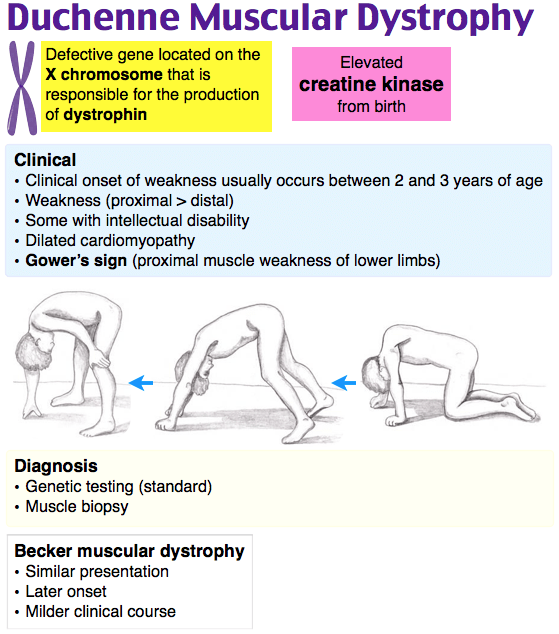 Duchenne Muscular Dystrophy
Defective gene located on the
X chromosome that is
responsible for the production
of dystrophin
Elevated
creatine kinase
from birth
Clinical
• Clinical onset of weakness usually occurs between 2 and 3 years of age
• Weakness (proximal > distal)
• Some with intellectual disability
• Dilated cardiomyopathy
• Gower's sign (proximal muscle weakness of lower limbs)
Diagnosis
• Genetic testing (standard)
• Muscle biopsy
Becker muscular dystrophy
• Similar presentation
• Later onset
• Milder clinical course